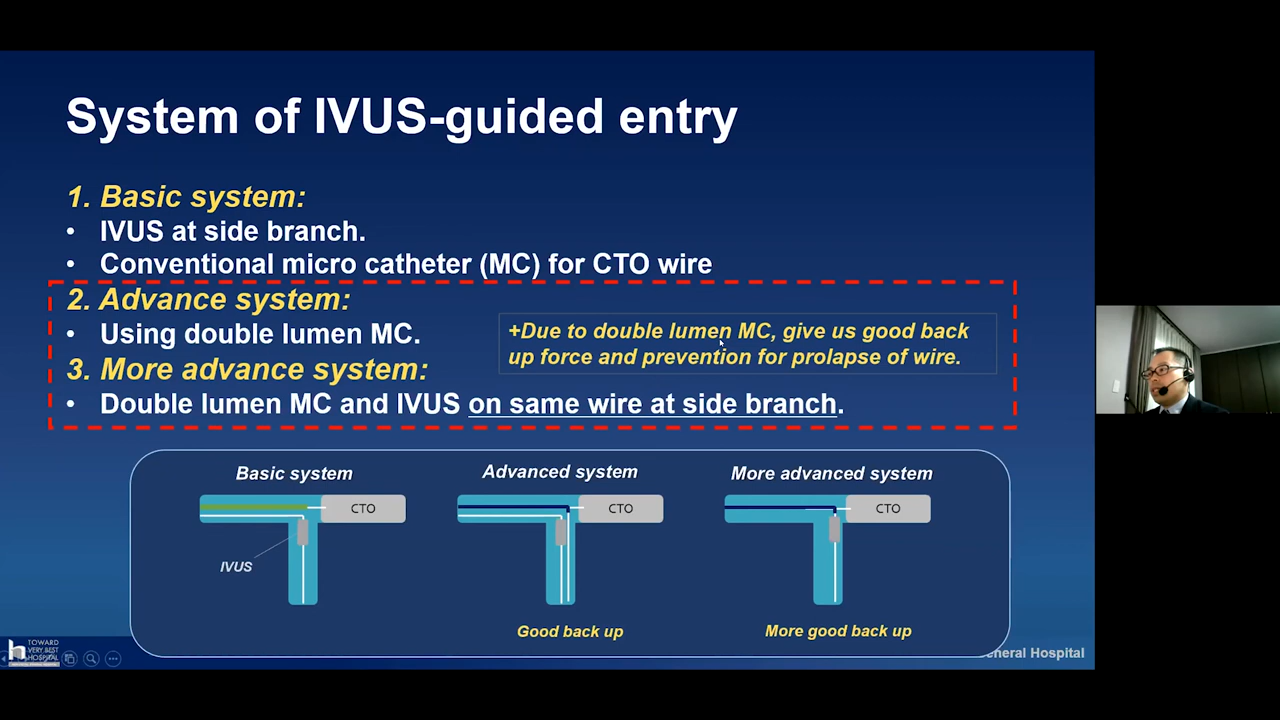 System of IVUS-guided entry
1. Basic system:
• IVUS at side branch.
• Conventional micro catheter (MC) for CTO wire
2. Advance system:
• Using double lumen MC.
+Due to double lumen MC, give us good back
up force and prevention for prolapse of wire.
3. More advance system:
• Double lumen MC and IVUS on same wire at side branch.
Basic system
Advanced system
More advanced system
CTO
CTO
CTO
IVUS
Good back up
More good back up
TOWARD
VERY BEST
HOSPITAL
General Hospital